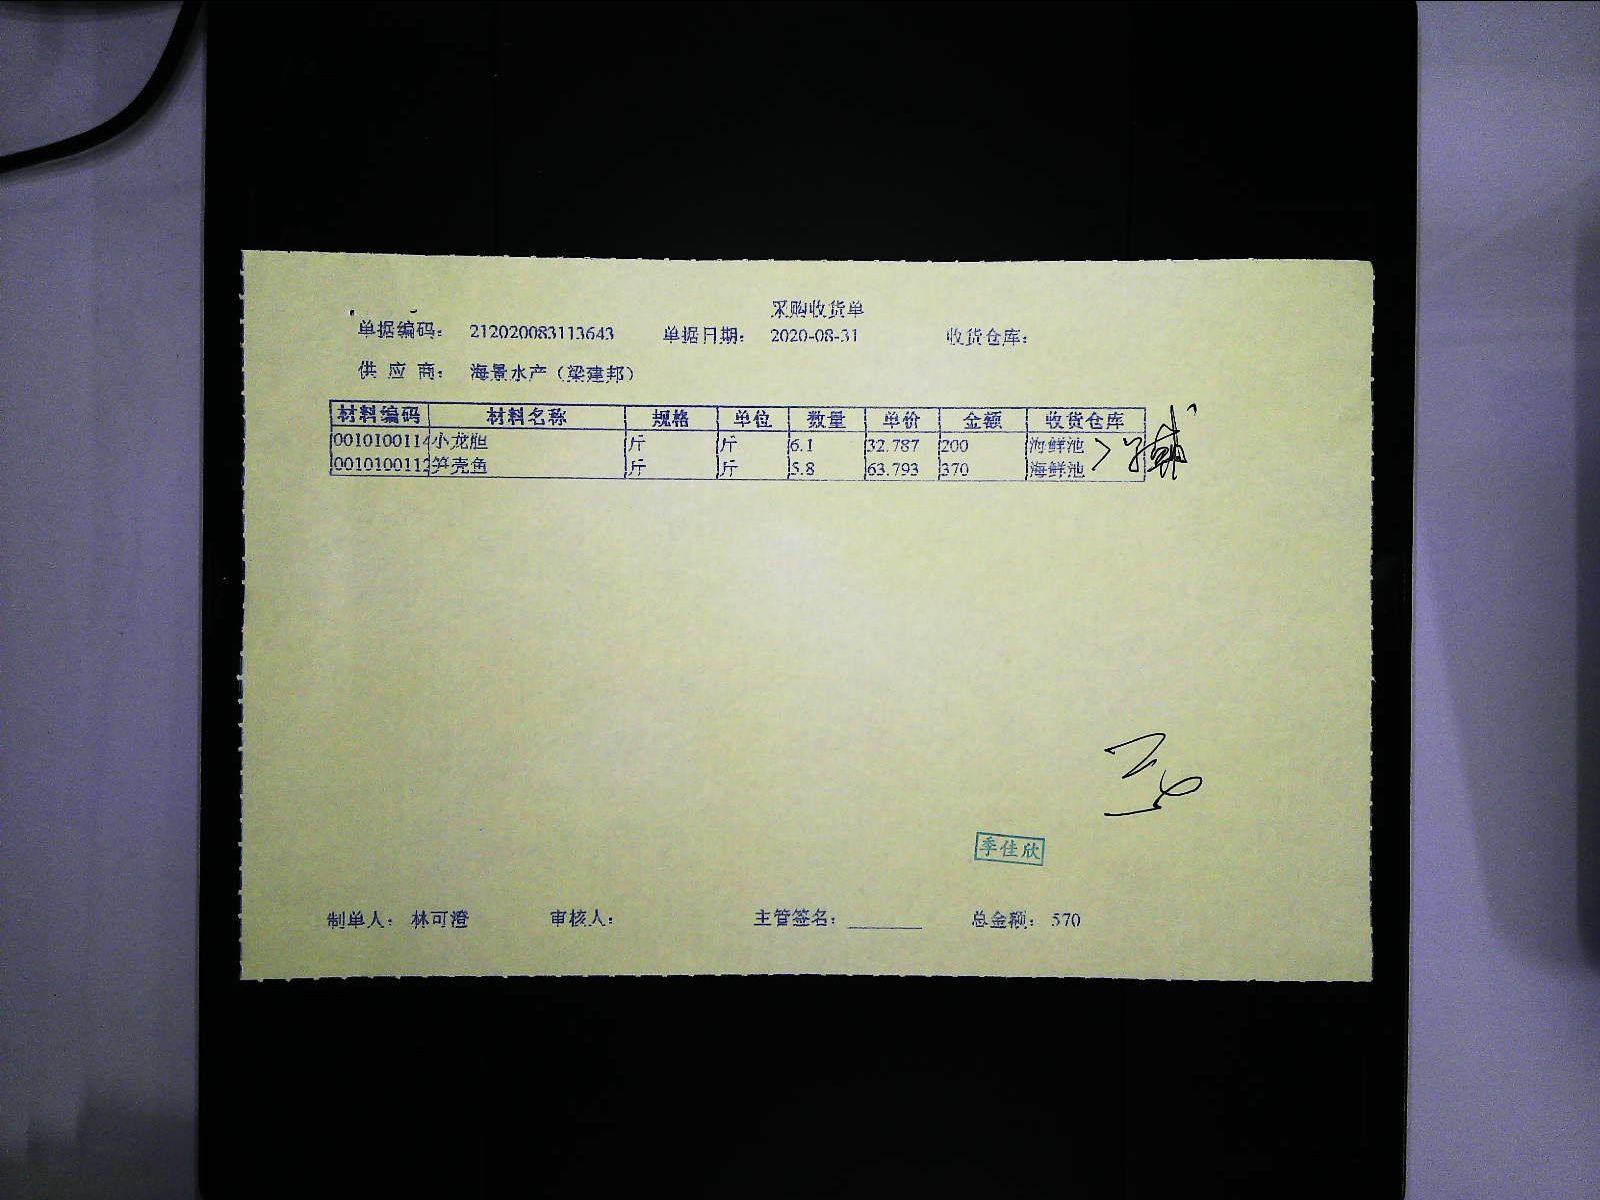 采购收货单
单据编码： 212020083113643 单据日期： 2020-08-31 收货仓库：
供 应 商： 海景水产（梁建邦）
材料编码 材料名称 规格 单位 数量 单价 金额 收货仓库
0010100114 小龙胆 斤 斤 6.1 32.787 200 海鲜池
0010100112 笋壳鱼 斤 斤 5.8 63.793 370 海鲜池
季佳欣
制单人： 林可澄 审核人： 主管签名： 总金额： 570